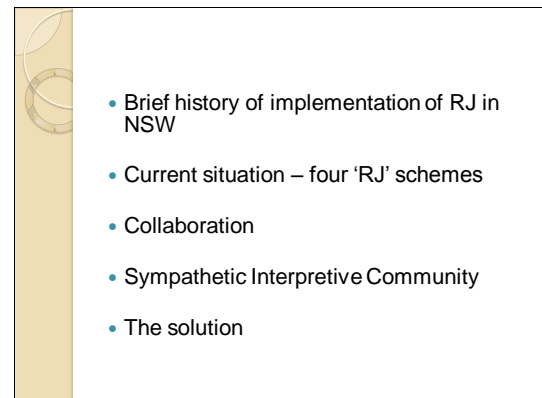 • Brief history of implementation of RJ in
NSW
• Current situation – four ‘RJ’ schemes
• Collaboration
• Sympathetic Interpretive Community
• The solution